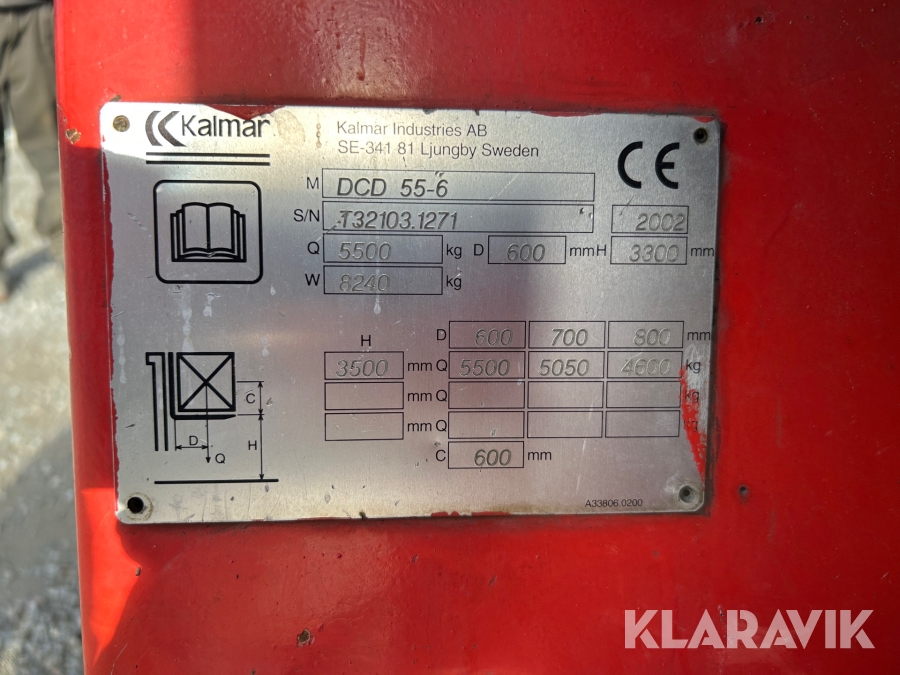 Kalmar
Kalmar Industries AB
SE-341 81 Ljungby Sweden
CE
M DCD 55-6
S/N T32103.1271 2002
Q 5500 kg D 600 mm H 3300 mm
W 8240 kg
H D 600 700 800 mm
3500 mm Q 5500 5050 4600 kg
mm Q kg
mm Q
C 600 mm
C
D H
Q
A33806.0200
KLARAVIK